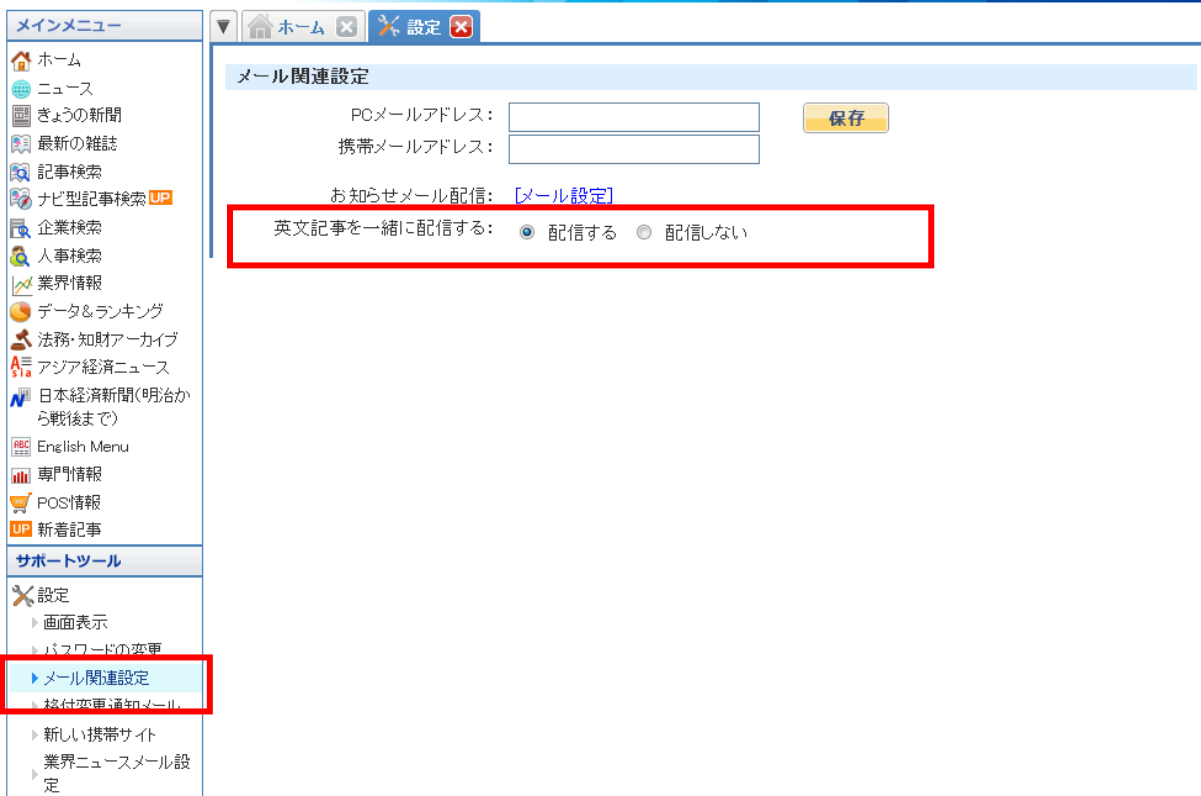 メインメニュー
ホーム
ニュース
きょうの新聞
最新の雑誌
記事検索
ナビ型記事検索 UP
企業検索
人事検索
業界情報
データ&ランキング
法務・知財アーカイブ
アジア経済ニュース
日本経済新聞(明治か
ら戦後まで)
English Menu
専門情報
POS情報
UP 新着記事
サポートツール
設定
画面表示
パスワードの変更
メール関連設定
格付変更通知メール
新しい携帯サイト
業界ニュースメール設
定
▼ ホーム 設定
メール関連設定
PCメールアドレス:
保存
携帯メールアドレス:
お知らせメール配信: [メール設定]
英文記事を一緒に配信する: 配信する 配信しない